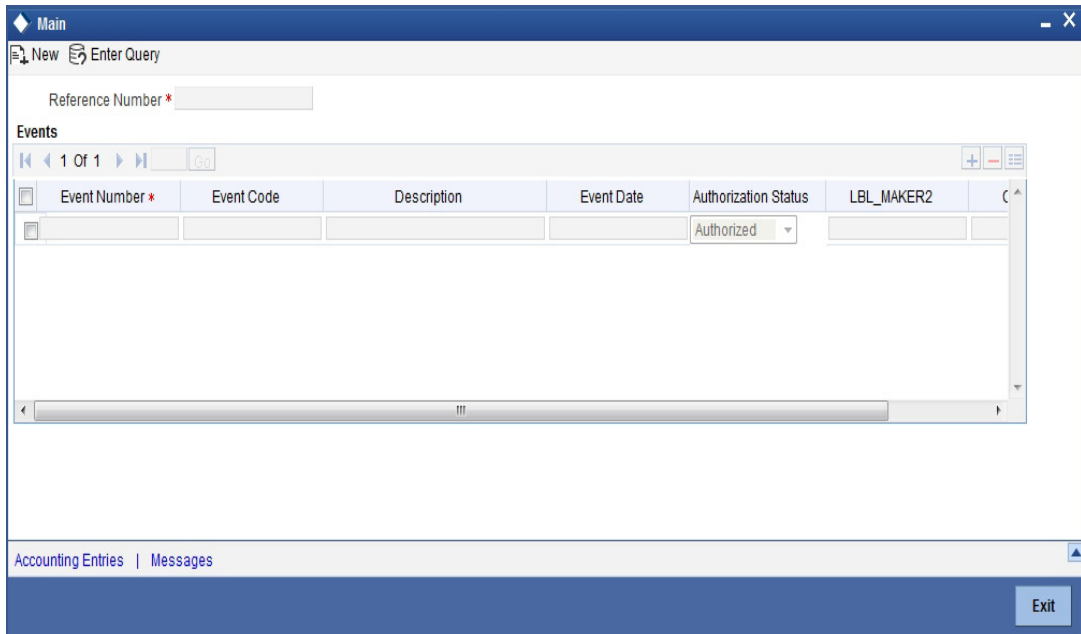 Main
New Enter Query
Reference Number *
Events
1 Of 1 Go
Event Number * Event Code Description Event Date Authorization Status LBL_MAKER2 C
Authorized
Accounting Entries | Messages
Exit